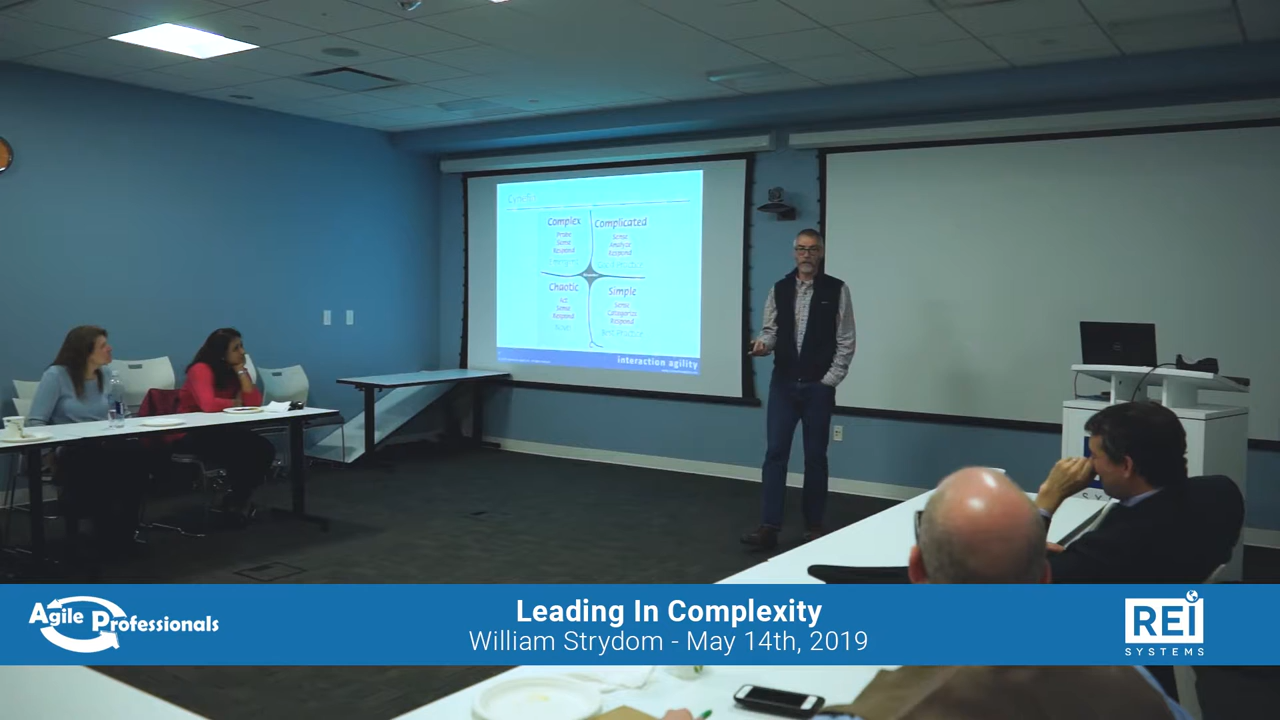 Cynefin
Complex
Probe
Sense
Respond
Complicated
Sense
Analyze
Respond
Chaotic
Act
Sense
Respond
Simple
Sense
Categorize
Respond
interaction agility
Agile Professionals
Leading In Complexity
William Strydom - May 14th, 2019
REI
SYSTEMS